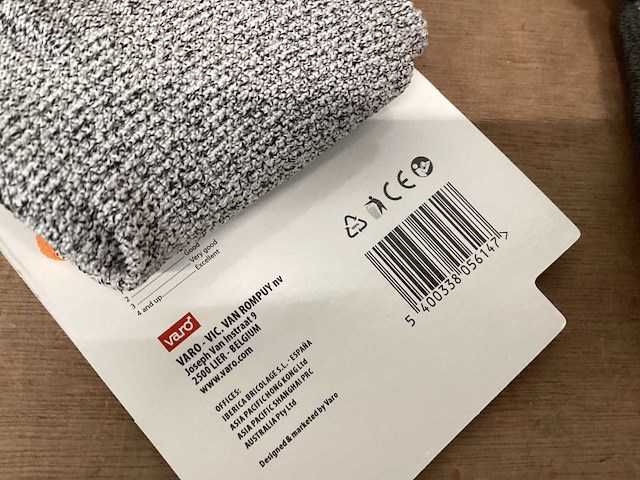 2 Good
3 Very good
4 and up Excellent
varo
VARO - VIC. VAN ROMPUY nv
Joseph Van Instraat 9
2500 LIER - BELGIUM
www.varo.com
OFFICES:
IBERICA BRICOLAGE S.L. - ESPAÑA
ASIA PACIFIC HONG KONG Ltd
ASIA PACIFIC SHANGHAI PRC
AUSTRALIA Pty Ltd
Designed & marketed by Varo
CE
5 400338 056147 >